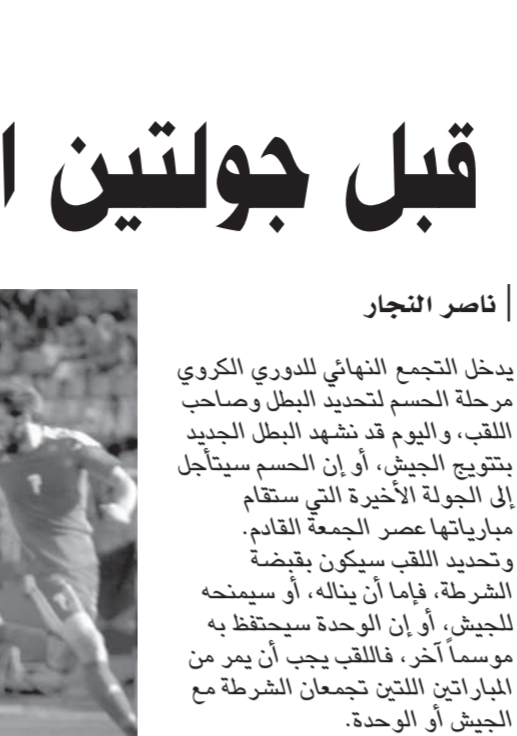 قبل جولتين ا
ناصر النجار
يدخل التجمع النهائي للدوري الكروي
مرحلة الحسم لتحديد البطل وصاحب
اللقب، واليوم قد نشهد البطل الجديد
بتتويج الجيش، أو إن الحسم سيتأجل
إلى الجولة الأخيرة التي ستقام
مبارياتها عصر الجمعة القادم.
وتحديد اللقب سيكون بقبضة
الشرطة، فإما أن يناله، أو سيمنحه
للجيش، أو إن الوحدة سيحتفظ به
موسماً آخر، فاللقب يجب أن يمر من
المباراتين اللتين تجمعان الشرطة مع
الجيش أو الوحدة.